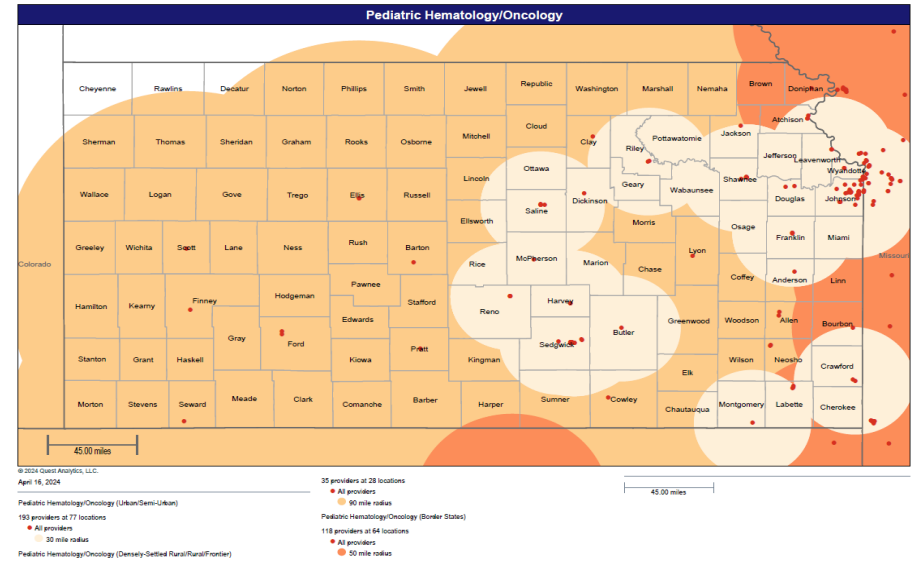 Pediatric Hematology/Oncology
Cheyenne Rawlins Decatur Norton Phillips Smith Jewell Republic Washington Marshall Nemaha Brown Doniphan
Atchison
Sherman Thomas Sheridan Graham Rooks Osborne Mitchell Cloud Clay Riley Pottawatomie Jackson
Jefferson Leavenworth
Wyandotte
Wallace Logan Gove Trego Ellis Russell Lincoln Ottawa Geary Wabaunsee Shawnee
Saline Dickinson Douglas Johnson
Ellsworth Morris Osage
Greeley Wichita Scott Lane Ness Rush Barton Rice McPherson Marion Chase Lyon Franklin Miami
Colorado Missouri
Pawnee Coffey Anderson Linn
Hamilton Kearny Finney Hodgeman Stafford Reno Harvey
Gray Ford Edwards Butler Greenwood Woodson Allen Bourbon
Stanton Grant Haskell Kiowa Pratt Kingman Sedgwick Elk Wilson Neosho Crawford
Morton Stevens Seward Meade Clark Comanche Barber Harper Sumner Cowley Chautauqua Montgomery Labette Cherokee
45.00 miles
© 2024 Quest Analytics, LLC.
April 16, 2024
Pediatric Hematology/Oncology (Urban/Semi-Urban)
193 providers at 77 locations
All providers
30 mile radius
Pediatric Hematology/Oncology (Densely-Settled Rural/Rural/Frontier)
35 providers at 28 locations
All providers
90 mile radius
Pediatric Hematology/Oncology (Border States)
118 providers at 64 locations
All providers
50 mile radius
45.00 miles